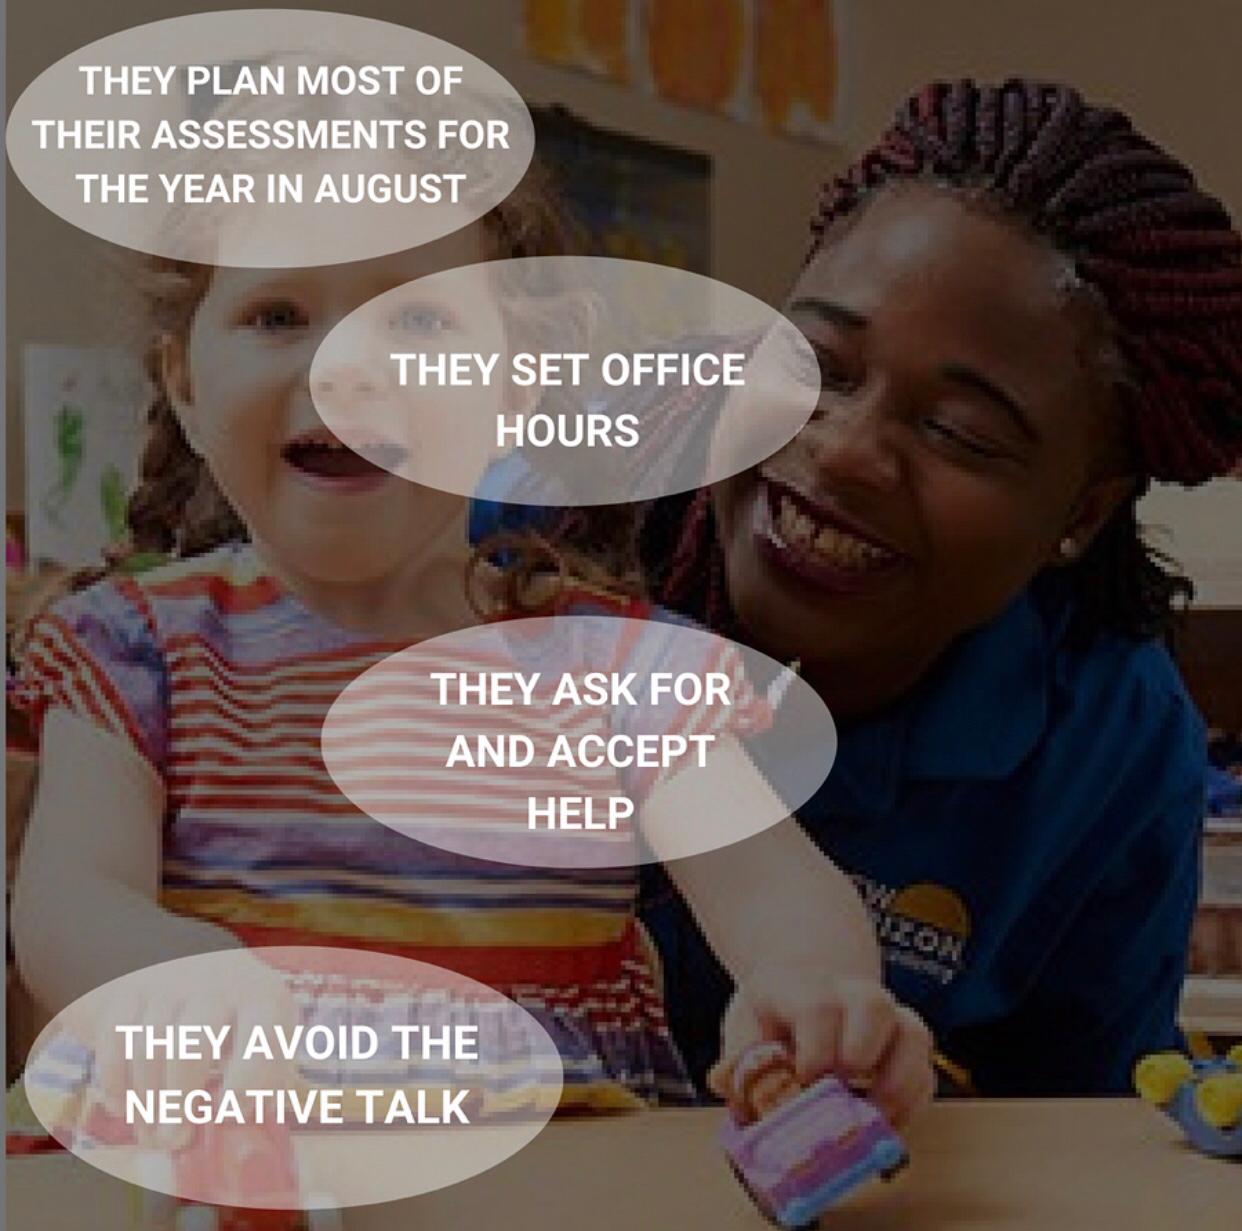 THEY PLAN MOST OF
THEIR ASSESSMENTS FOR
THE YEAR IN AUGUST
THEY SET OFFICE
HOURS
THEY ASK FOR
AND ACCEPT
HELP
THEY AVOID THE
NEGATIVE TALK